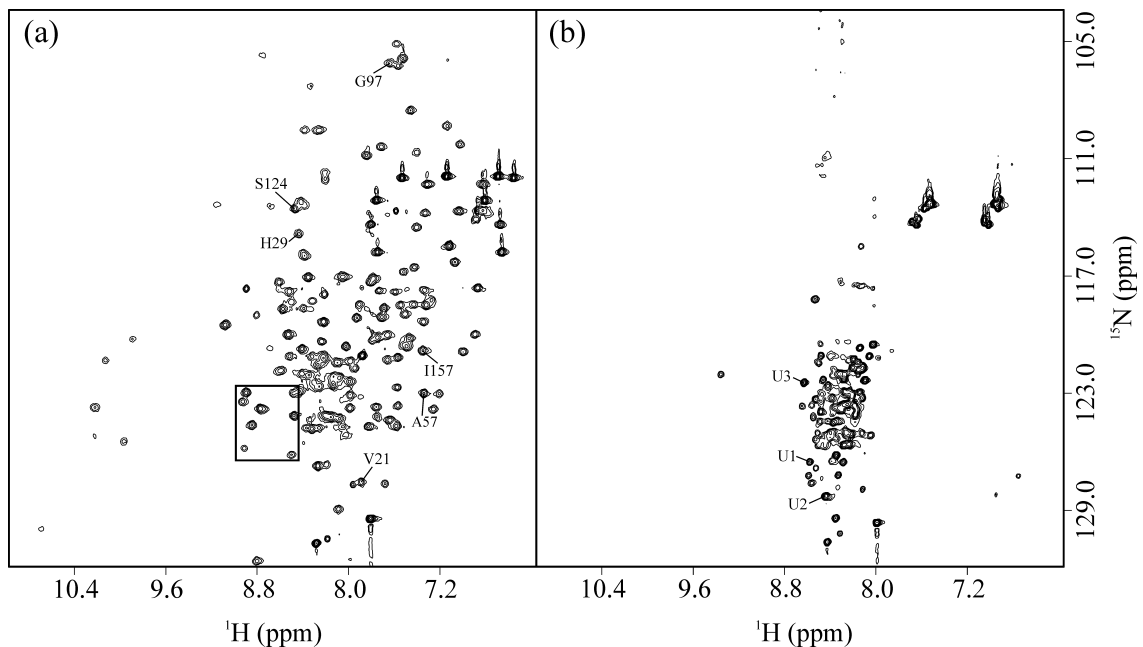 (a)
(b)
G97
S124
H29
I157
A57
V21
U3
U1
U2
105.0
111.0
117.0
123.0
129.0
¹⁵N (ppm)
10.4
9.6
8.8
8.0
7.2
10.4
9.6
8.8
8.0
7.2
¹H (ppm)
¹H (ppm)